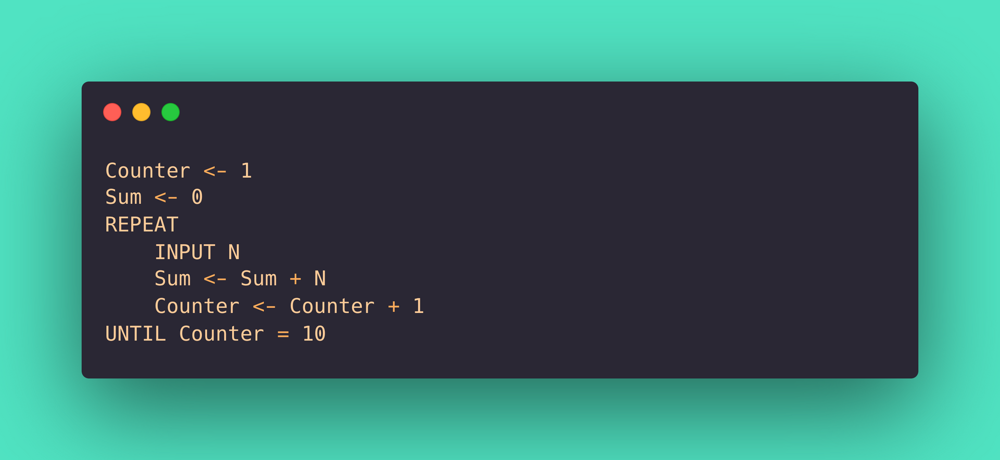 Counter <- 1
Sum <- 0
REPEAT
    INPUT N
    Sum <- Sum + N
    Counter <- Counter + 1
UNTIL Counter = 10